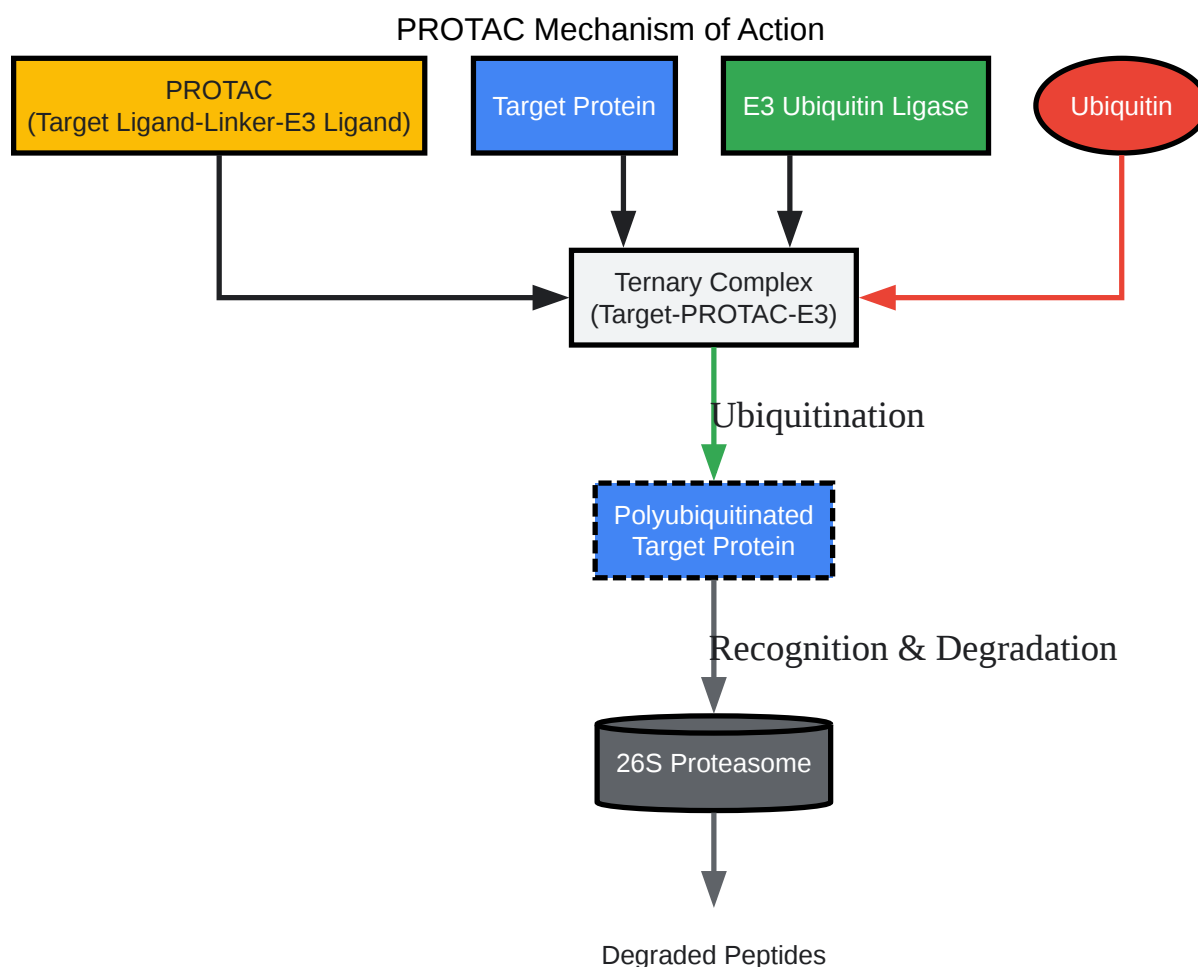 PROTAC Mechanism of Action
PROTAC
(Target Ligand-Linker-E3 Ligand)
Target Protein
E3 Ubiquitin Ligase
Ubiquitin
Ternary Complex
(Target-PROTAC-E3)
Ubiquitination
Polyubiquitinated
Target Protein
Recognition & Degradation
26S Proteasome
Degraded Peptides